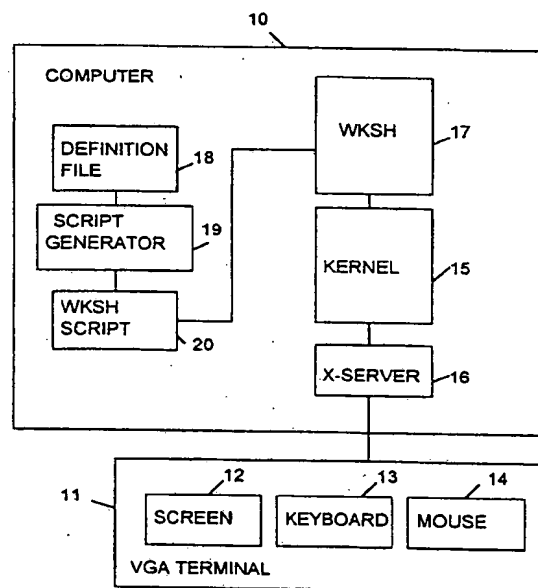 10
COMPUTER
WKSH
17
DEFINITION
FILE
18
SCRIPT
GENERATOR
19
KERNEL
15
WKSH
SCRIPT
20
X-SERVER
16
11
12
SCREEN
13
KEYBOARD
14
MOUSE
VGA TERMINAL